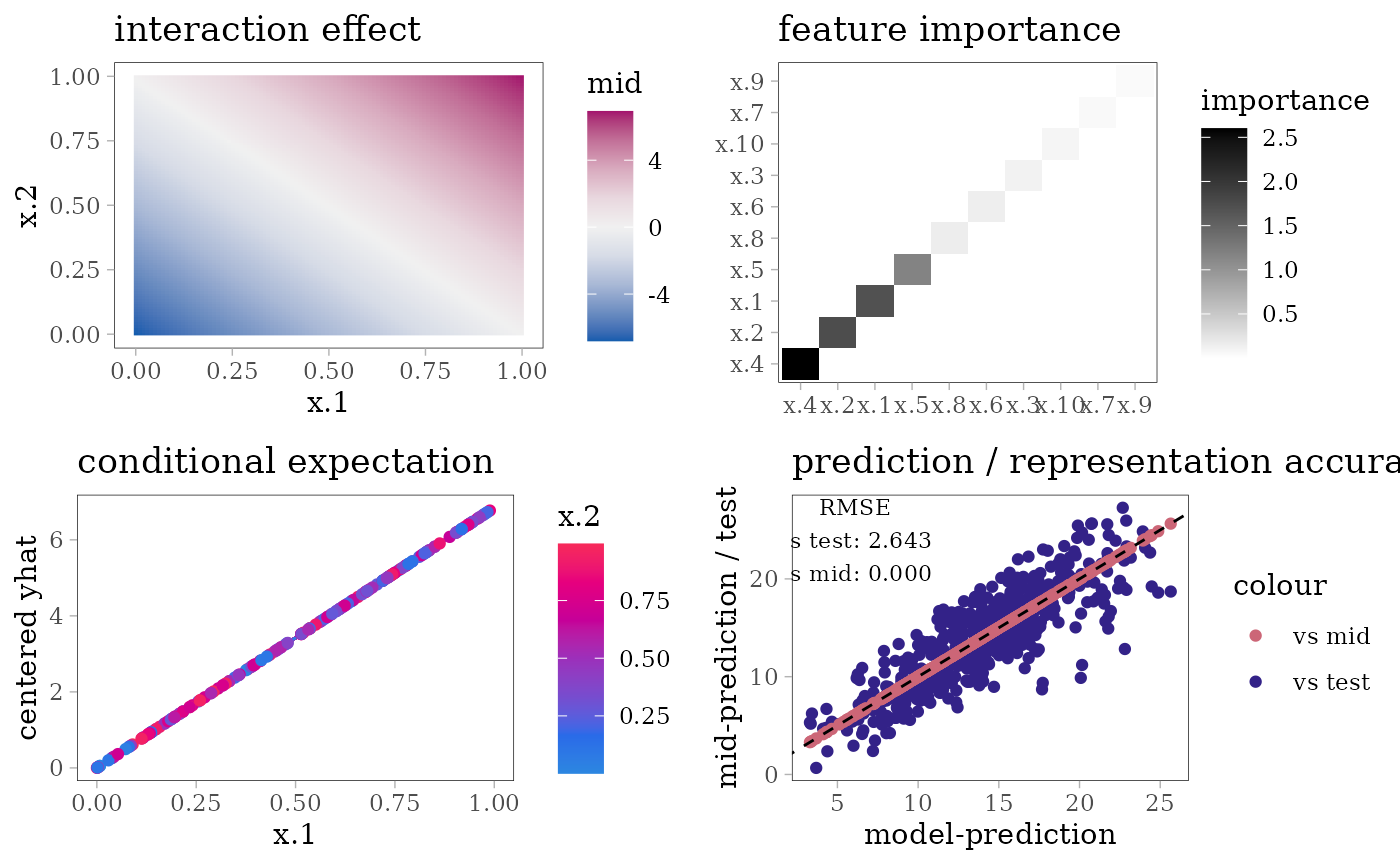 interaction effect
mid
1.00
0.75
0.50
0.25
0.00
x.2
0.00 0.25 0.50 0.75 1.00
x.1
4
0
-4
feature importance
importance
x.9
x.7
x.10
x.3
x.6
x.8
x.5
x.1
x.2
x.4
x.4 x.2 x.1 x.5 x.8 x.6 x.3 x.10 x.7 x.9
2.5
2.0
1.5
1.0
0.5
conditional expectation
x.2
6
4
2
0
centered yhat
0.00 0.25 0.50 0.75 1.00
x.1
0.75
0.50
0.25
prediction / representation accura
RMSE
s test: 2.643
s mid: 0.000
20
10
0
mid-prediction / test
5 10 15 20 25
model-prediction
colour
vs mid
vs test